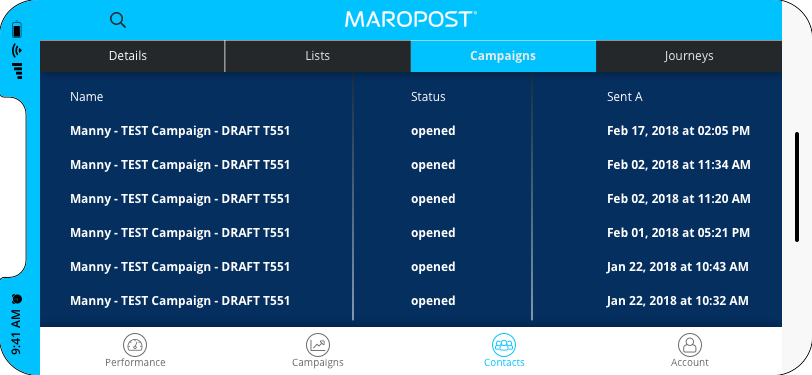 9:41 AM
MAROPOST
Details Lists Campaigns Journeys
Name Status Sent A
Manny - TEST Campaign - DRAFT T551 opened Feb 17, 2018 at 02:05 PM
Manny - TEST Campaign - DRAFT T551 opened Feb 02, 2018 at 11:34 AM
Manny - TEST Campaign - DRAFT T551 opened Feb 02, 2018 at 11:20 AM
Manny - TEST Campaign - DRAFT T551 opened Feb 01, 2018 at 05:21 PM
Manny - TEST Campaign - DRAFT T551 opened Jan 22, 2018 at 10:43 AM
Manny - TEST Campaign - DRAFT T551 opened Jan 22, 2018 at 10:32 AM
Performance Campaigns Contacts Account